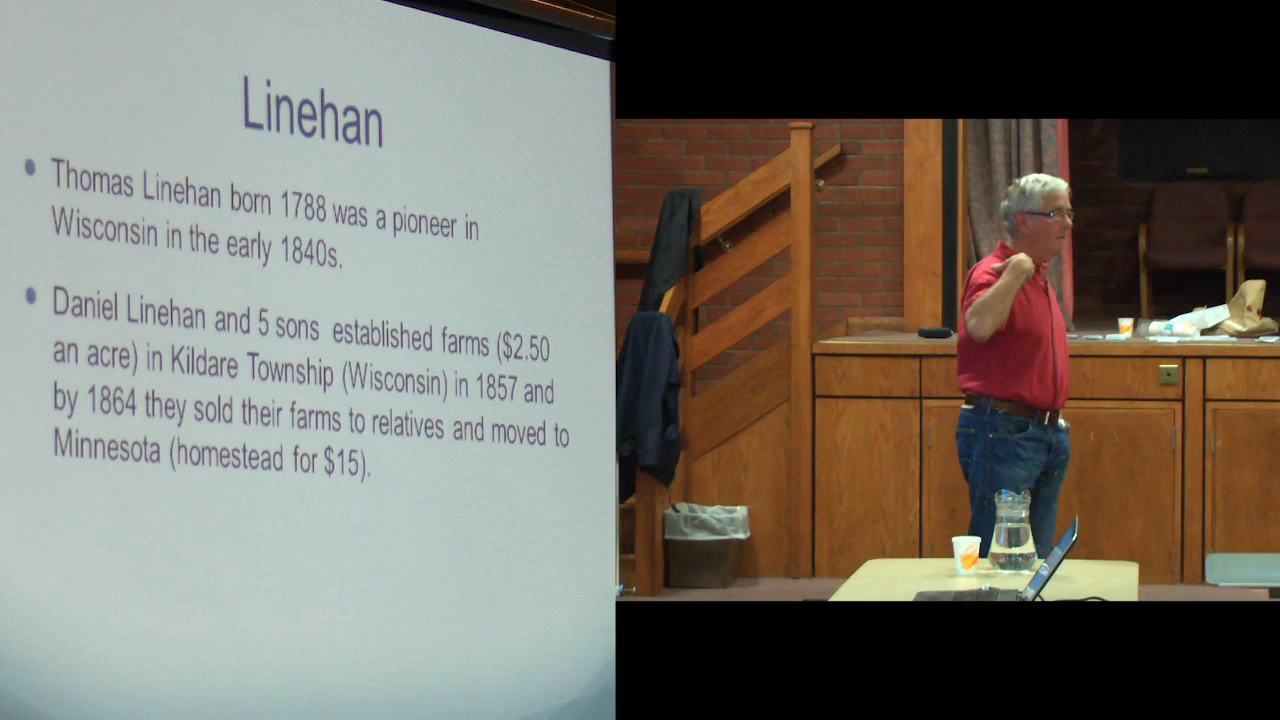 Linehan
• Thomas Linehan born 1788 was a pioneer in
Wisconsin in the early 1840s.
• Daniel Linehan and 5 sons established farms ($2.50
an acre) in Kildare Township (Wisconsin) in 1857 and
by 1864 they sold their farms to relatives and moved to
Minnesota (homestead for $15).